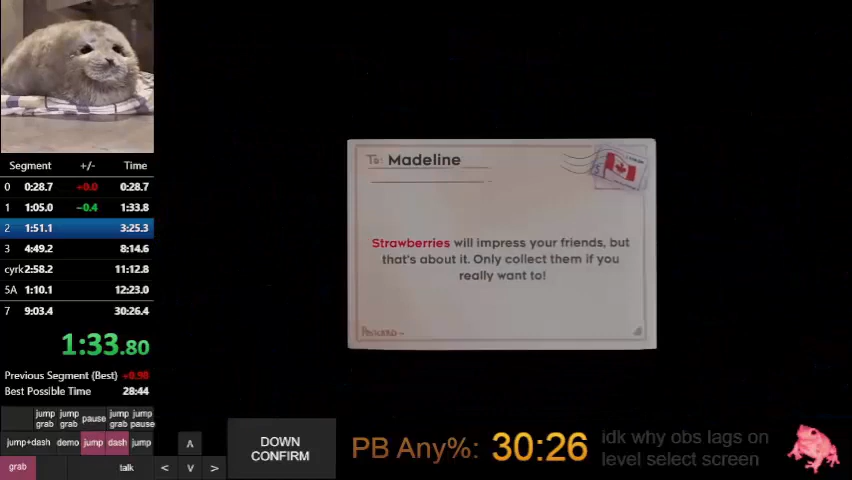 Segment +/- Time
0 0:28.7 +0.0 0:28.7
1 1:05.0 −0.4 1:33.8
2 1:51.1 3:25.3
3 4:49.2 8:14.6
cyrk 2:58.2 11:12.8
5A 1:10.1 12:23.0
7 9:03.4 30:26.4
1:33.80
Previous Segment (Best) +0.98
Best Possible Time 28:44
jump grab jump grab pause jump grab jump pause
jump+dash demo jump dash jump ʌ
grab talk < v >
DOWN
CONFIRM
To: Madeline
Strawberries will impress your friends, but
that's about it. Only collect them if you
really want to!
PB Any%: 30:26
idk why obs lags on
level select screen